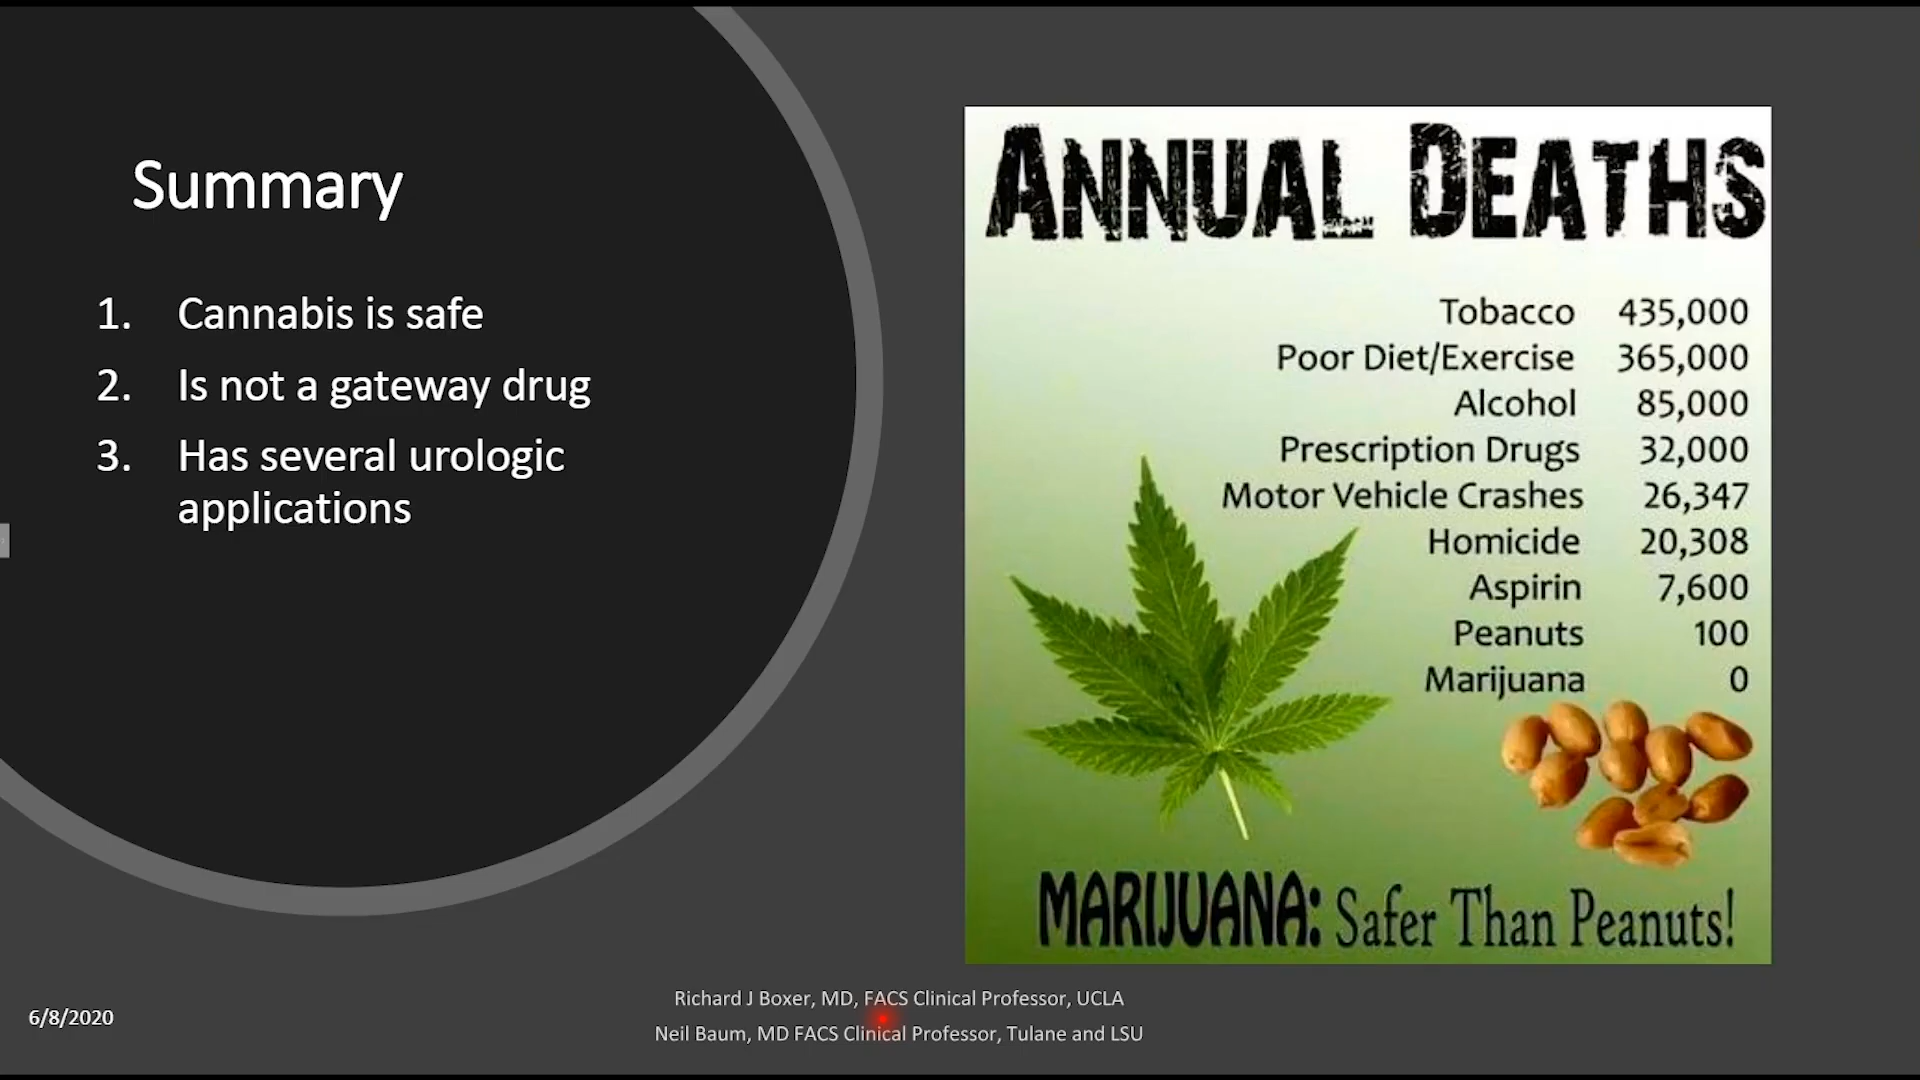 Summary
1. Cannabis is safe
2. Is not a gateway drug
3. Has several urologic
applications
ANNUAL DEATHS
Tobacco 435,000
Poor Diet/Exercise 365,000
Alcohol 85,000
Prescription Drugs 32,000
Motor Vehicle Crashes 26,347
Homicide 20,308
Aspirin 7,600
Peanuts 100
Marijuana 0
MARIJUANA: Safer Than Peanuts!
6/8/2020
Richard J Boxer, MD, FACS Clinical Professor, UCLA
Neil Baum, MD FACS Clinical Professor, Tulane and LSU